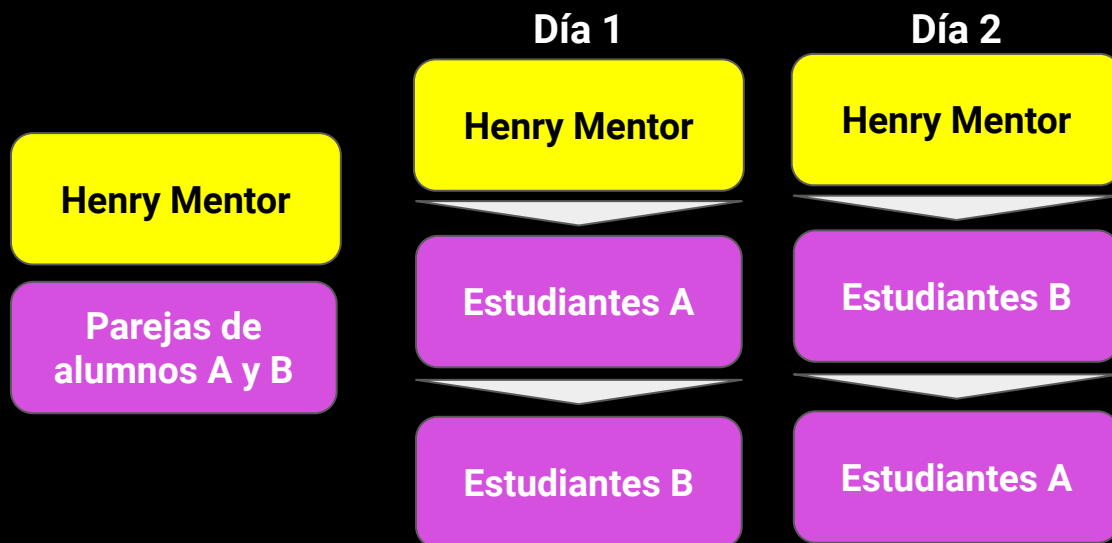 Henry Mentor
Parejas de
alumnos A y B
Día 1
Henry Mentor
Estudiantes A
Estudiantes B
Día 2
Henry Mentor
Estudiantes B
Estudiantes A